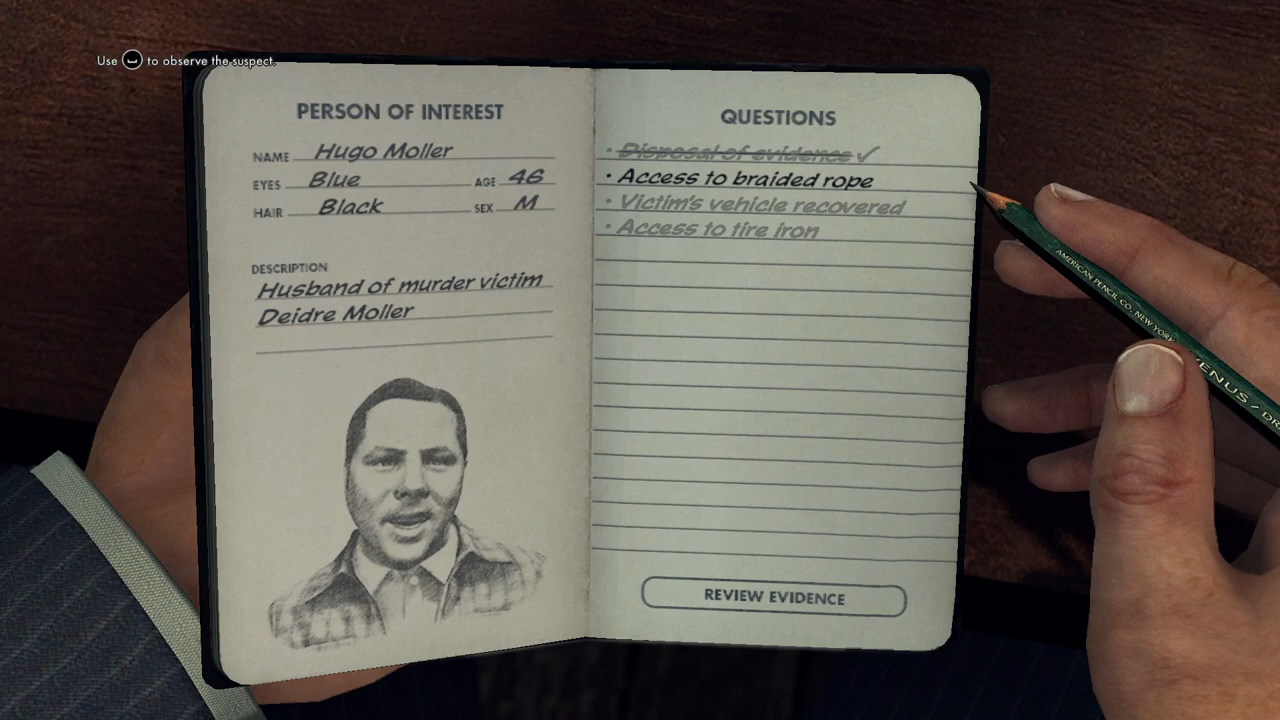 Use to observe the suspect.
PERSON OF INTEREST
NAME Hugo Moller
EYES Blue AGE 46
HAIR Black SEX M
DESCRIPTION
Husband of murder victim
Deidre Moller
QUESTIONS
• Disposal of evidence ✓
• Access to braided rope
• Victim's vehicle recovered
• Access to tire iron
REVIEW EVIDENCE
AMERICAN PENCIL CO. NEW YORK VENUS / DR